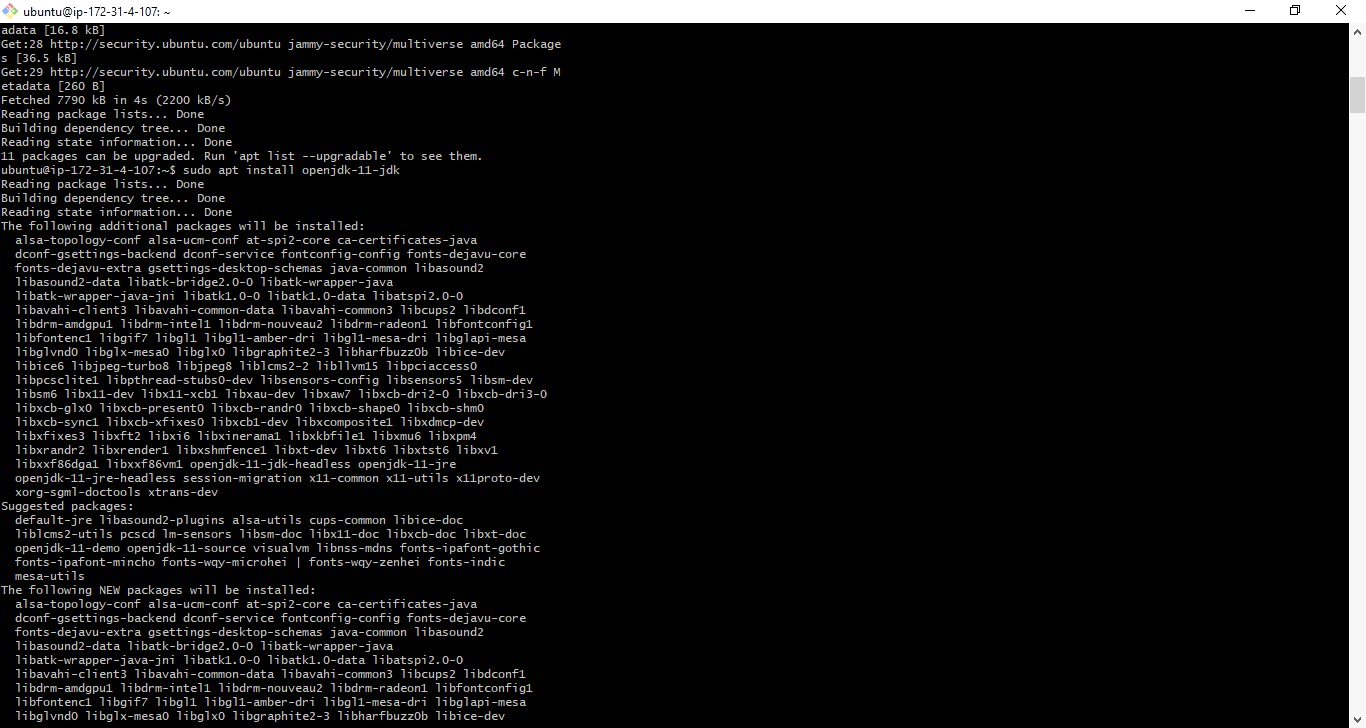 ubuntu@ip-172-31-4-107: ~
adata [16.8 kB]
Get:28 http://security.ubuntu.com/ubuntu jammy-security/multiverse amd64 Package
s [36.5 kB]
Get:29 http://security.ubuntu.com/ubuntu jammy-security/multiverse amd64 c-n-f M
etadata [260 B]
Fetched 7790 kB in 4s (2200 kB/s)
Reading package lists... Done
Building dependency tree... Done
Reading state information... Done
11 packages can be upgraded. Run 'apt list --upgradable' to see them.
ubuntu@ip-172-31-4-107:~$ sudo apt install openjdk-11-jdk
Reading package lists... Done
Building dependency tree... Done
Reading state information... Done
The following additional packages will be installed:
  alsa-topology-conf alsa-ucm-conf at-spi2-core ca-certificates-java
  dconf-gsettings-backend dconf-service fontconfig-config fonts-dejavu-core
  fonts-dejavu-extra gsettings-desktop-schemas java-common libasound2
  libasound2-data libatk-bridge2.0-0 libatk-wrapper-java
  libatk-wrapper-java-jni libatk1.0-0 libatk1.0-data libatspi2.0-0
  libavahi-client3 libavahi-common-data libavahi-common3 libcups2 libdconf1
  libdrm-amdgpu1 libdrm-intel1 libdrm-nouveau2 libdrm-radeon1 libfontconfig1
  libfontenc1 libgif7 libgl1 libgl1-amber-dri libgl1-mesa-dri libglapi-mesa
  libglvnd0 libglx-mesa0 libglx0 libgraphite2-3 libharfbuzz0b libice-dev
  libice6 libjpeg-turbo8 libjpeg8 liblcms2-2 libllvm15 libpciaccess0
  libpcsclite1 libpthread-stubs0-dev libsensors-config libsensors5 libsm-dev
  libsm6 libx11-dev libx11-xcb1 libxau-dev libxaw7 libxcb-dri2-0 libxcb-dri3-0
  libxcb-glx0 libxcb-present0 libxcb-randr0 libxcb-shape0 libxcb-shm0
  libxcb-sync1 libxcb-xfixes0 libxcb1-dev libxcomposite1 libxdmcp-dev
  libxfixes3 libxft2 libxi6 libxinerama1 libxkbfile1 libxmu6 libxpm4
  libxrandr2 libxrender1 libxshmfence1 libxt-dev libxt6 libxtst6 libxv1
  libxxf86dga1 libxxf86vm1 openjdk-11-jdk-headless openjdk-11-jre
  openjdk-11-jre-headless session-migration x11-common x11-utils x11proto-dev
  xorg-sgml-doctools xtrans-dev
Suggested packages:
  default-jre libasound2-plugins alsa-utils cups-common libice-doc
  liblcms2-utils pcscd lm-sensors libsm-doc libx11-doc libxcb-doc libxt-doc
  openjdk-11-demo openjdk-11-source visualvm libnss-mdns fonts-ipafont-gothic
  fonts-ipafont-mincho fonts-wqy-microhei | fonts-wqy-zenhei fonts-indic
  mesa-utils
The following NEW packages will be installed:
  alsa-topology-conf alsa-ucm-conf at-spi2-core ca-certificates-java
  dconf-gsettings-backend dconf-service fontconfig-config fonts-dejavu-core
  fonts-dejavu-extra gsettings-desktop-schemas java-common libasound2
  libasound2-data libatk-bridge2.0-0 libatk-wrapper-java
  libatk-wrapper-java-jni libatk1.0-0 libatk1.0-data libatspi2.0-0
  libavahi-client3 libavahi-common-data libavahi-common3 libcups2 libdconf1
  libdrm-amdgpu1 libdrm-intel1 libdrm-nouveau2 libdrm-radeon1 libfontconfig1
  libfontenc1 libgif7 libgl1 libgl1-amber-dri libgl1-mesa-dri libglapi-mesa
  libglvnd0 libglx-mesa0 libglx0 libgraphite2-3 libharfbuzz0b libice-dev